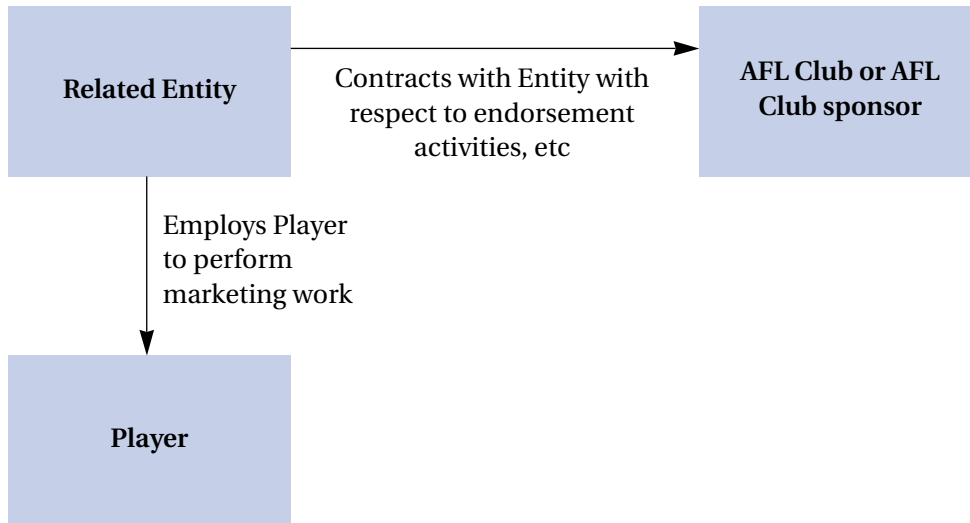 Related Entity
Contracts with Entity with
respect to endorsement
activities, etc
AFL Club or AFL
Club sponsor
Employs Player
to perform
marketing work
Player